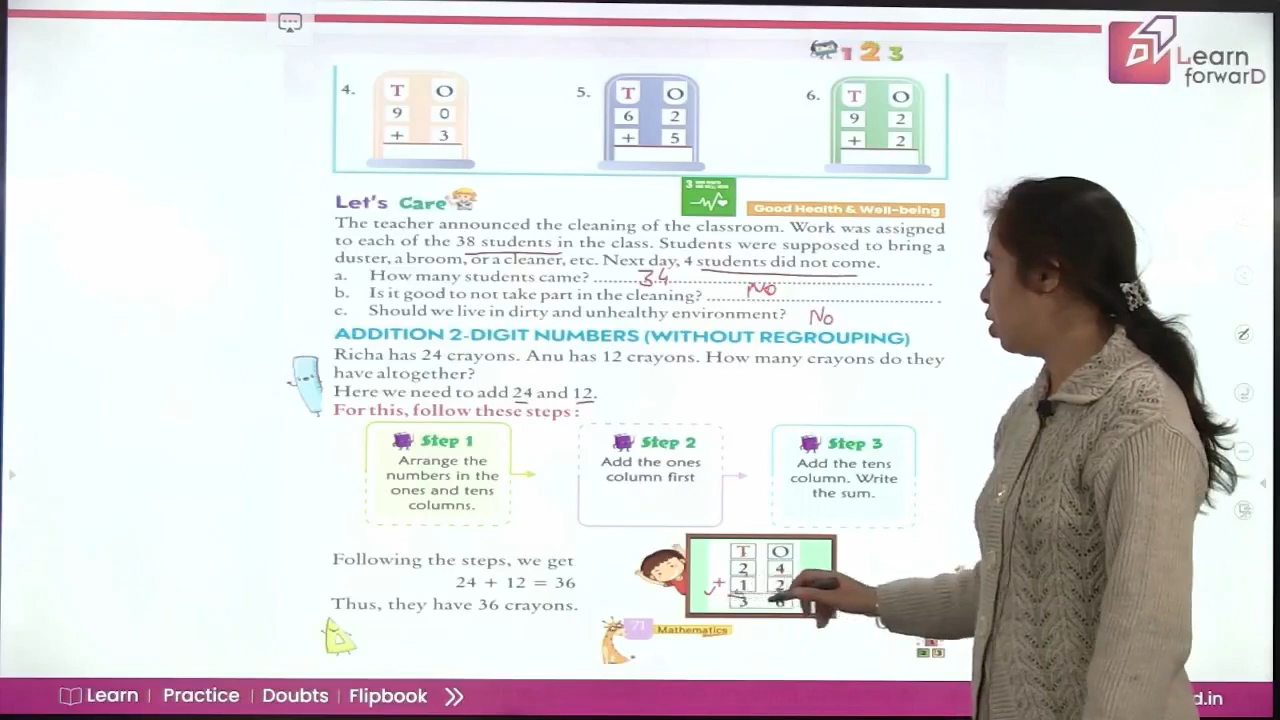 1 2 3
Learn
forwarD
4.
T O
9 0
+ 3
5.
T O
6 2
+ 5
6.
T O
9 2
+ 2
Let's Care
3
Good Health & Well-being
The teacher announced the cleaning of the classroom. Work was assigned
to each of the 38 students in the class. Students were supposed to bring a
duster, a broom, or a cleaner, etc. Next day, 4 students did not come.
a. How many students came? 34
b. Is it good to not take part in the cleaning? No
c. Should we live in dirty and unhealthy environment? No
ADDITION 2-DIGIT NUMBERS (WITHOUT REGROUPING)
Richa has 24 crayons. Anu has 12 crayons. How many crayons do they
have altogether?
Here we need to add 24 and 12.
For this, follow these steps :
Step 1
Arrange the
numbers in the
ones and tens
columns.
Step 2
Add the ones
column first
Step 3
Add the tens
column. Write
the sum.
Following the steps, we get
24 + 12 = 36
Thus, they have 36 crayons.
T O
2 4
+ 1 2
3 6
71 Mathematics
Learn | Practice | Doubts | Flipbook
d.in